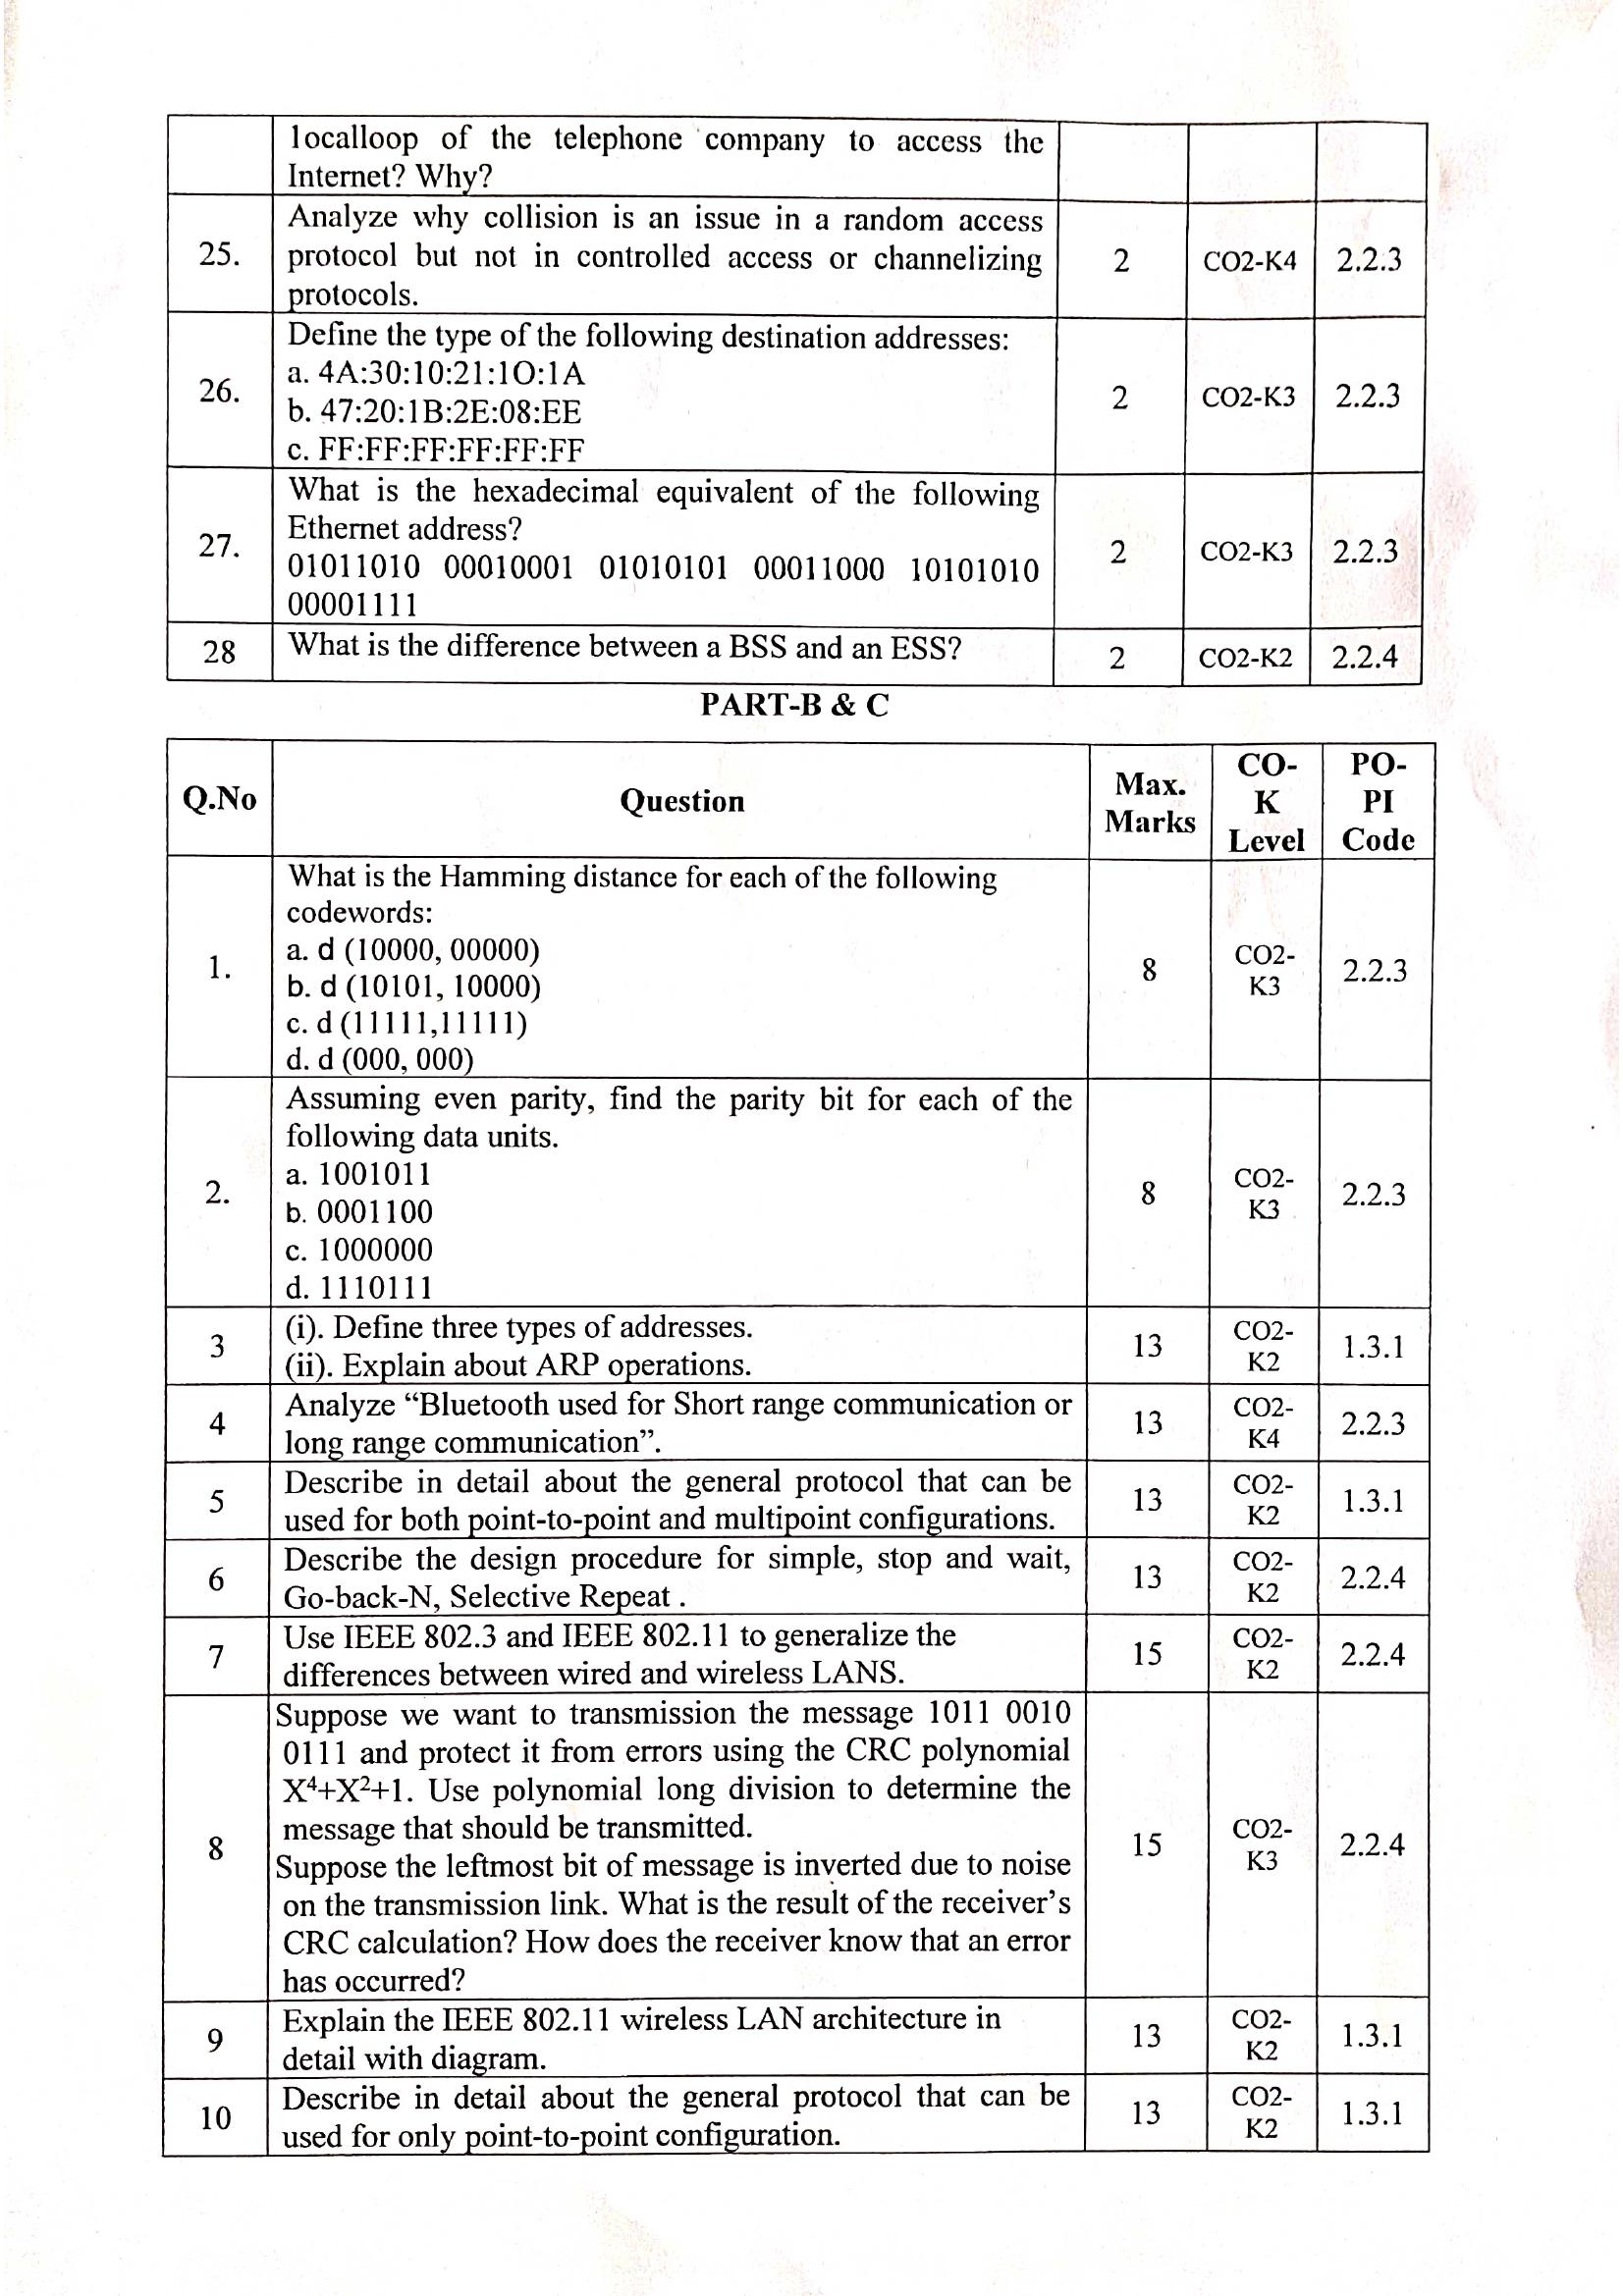 localloop of the telephone company to access the
Internet? Why?
25.
Analyze why collision is an issue in a random access
protocol but not in controlled access or channelizing
protocols.
2
CO2-K4
2.2.3
26.
Define the type of the following destination addresses:
a. 4A:30:10:21:1O:1A
b. 47:20:1B:2E:08:EE
c. FF:FF:FF:FF:FF:FF
2
CO2-K3
2.2.3
27.
What is the hexadecimal equivalent of the following
Ethernet address?
01011010 00010001 01010101 00011000 10101010
00001111
2
CO2-K3
2.2.3
28
What is the difference between a BSS and an ESS?
2
CO2-K2
2.2.4
PART-B & C
Q.No
Question
Max.
Marks
CO-
K
Level
PO-
PI
Code
1.
What is the Hamming distance for each of the following
codewords:
a. d (10000, 00000)
b. d (10101, 10000)
c. d (11111,11111)
d. d (000, 000)
8
CO2-
K3
2.2.3
2.
Assuming even parity, find the parity bit for each of the
following data units.
a. 1001011
b. 0001100
c. 1000000
d. 1110111
8
CO2-
K3
2.2.3
3
(i). Define three types of addresses.
(ii). Explain about ARP operations.
13
CO2-
K2
1.3.1
4
Analyze “Bluetooth used for Short range communication or
long range communication”.
13
CO2-
K4
2.2.3
5
Describe in detail about the general protocol that can be
used for both point-to-point and multipoint configurations.
13
CO2-
K2
1.3.1
6
Describe the design procedure for simple, stop and wait,
Go-back-N, Selective Repeat .
13
CO2-
K2
2.2.4
7
Use IEEE 802.3 and IEEE 802.11 to generalize the
differences between wired and wireless LANS.
15
CO2-
K2
2.2.4
8
Suppose we want to transmission the message 1011 0010
0111 and protect it from errors using the CRC polynomial
X⁴+X²+1. Use polynomial long division to determine the
message that should be transmitted.
Suppose the leftmost bit of message is inverted due to noise
on the transmission link. What is the result of the receiver’s
CRC calculation? How does the receiver know that an error
has occurred?
15
CO2-
K3
2.2.4
9
Explain the IEEE 802.11 wireless LAN architecture in
detail with diagram.
13
CO2-
K2
1.3.1
10
Describe in detail about the general protocol that can be
used for only point-to-point configuration.
13
CO2-
K2
1.3.1